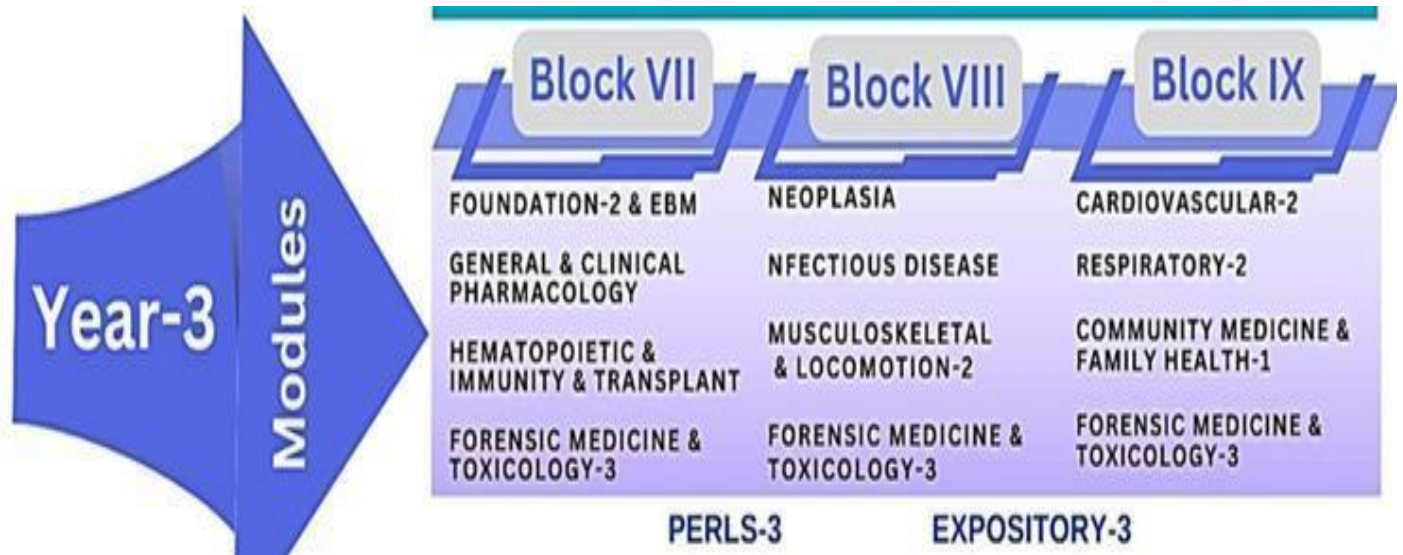 Year-3
Modules
Block VII
FOUNDATION-2 & EBM
GENERAL & CLINICAL
PHARMACOLOGY
HEMATOPOIETIC &
IMMUNITY & TRANSPLANT
FORENSIC MEDICINE &
TOXICOLOGY-3
Block VIII
NEOPLASIA
NFECTIOUS DISEASE
MUSCULOSKELETAL
& LOCOMOTION-2
FORENSIC MEDICINE &
TOXICOLOGY-3
Block IX
CARDIOVASCULAR-2
RESPIRATORY-2
COMMUNITY MEDICINE &
FAMILY HEALTH-1
FORENSIC MEDICINE &
TOXICOLOGY-3
PERLS-3
EXPOSITORY-3